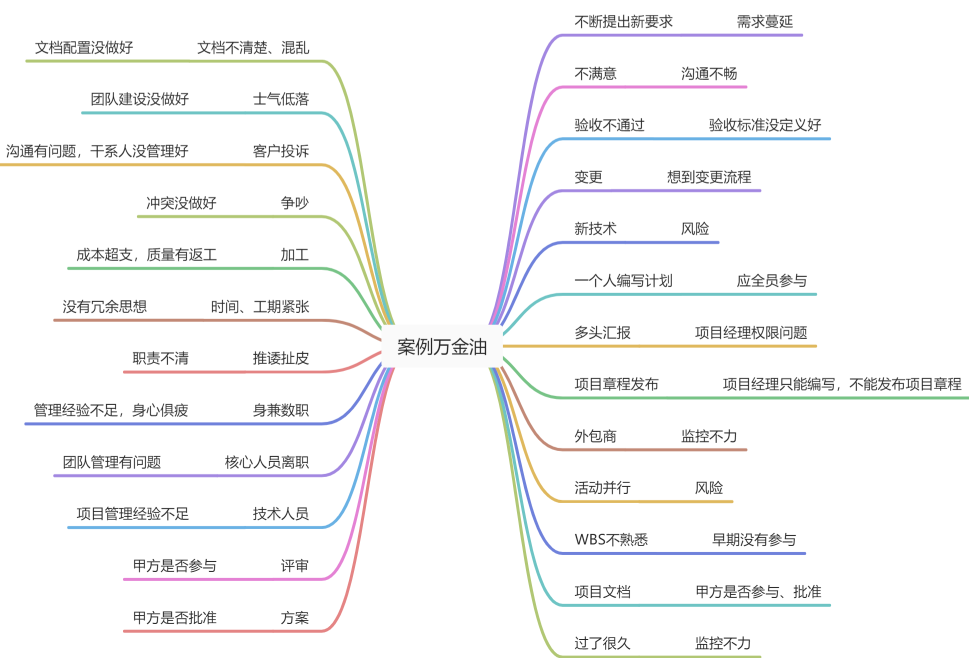 不断提出新要求 需求蔓延
文档配置没做好 文档不清楚、混乱
不满意 沟通不畅
团队建设没做好 士气低落
验收不通过 验收标准没定义好
沟通有问题，干系人没管理好 客户投诉
变更 想到变更流程
冲突没做好 争吵
新技术 风险
成本超支，质量有返工 加工
一个人编写计划 应全员参与
没有冗余思想 时间、工期紧张
多头汇报 项目经理权限问题
案例万金油
职责不清 推诿扯皮
项目章程发布 项目经理只能编写，不能发布项目章程
管理经验不足，身心俱疲 身兼数职
外包商 监控不力
团队管理有问题 核心人员离职
活动并行 风险
项目管理经验不足 技术人员
WBS不熟悉 早期没有参与
甲方是否参与 评审
项目文档 甲方是否参与、批准
甲方是否批准 方案
过了很久 监控不力